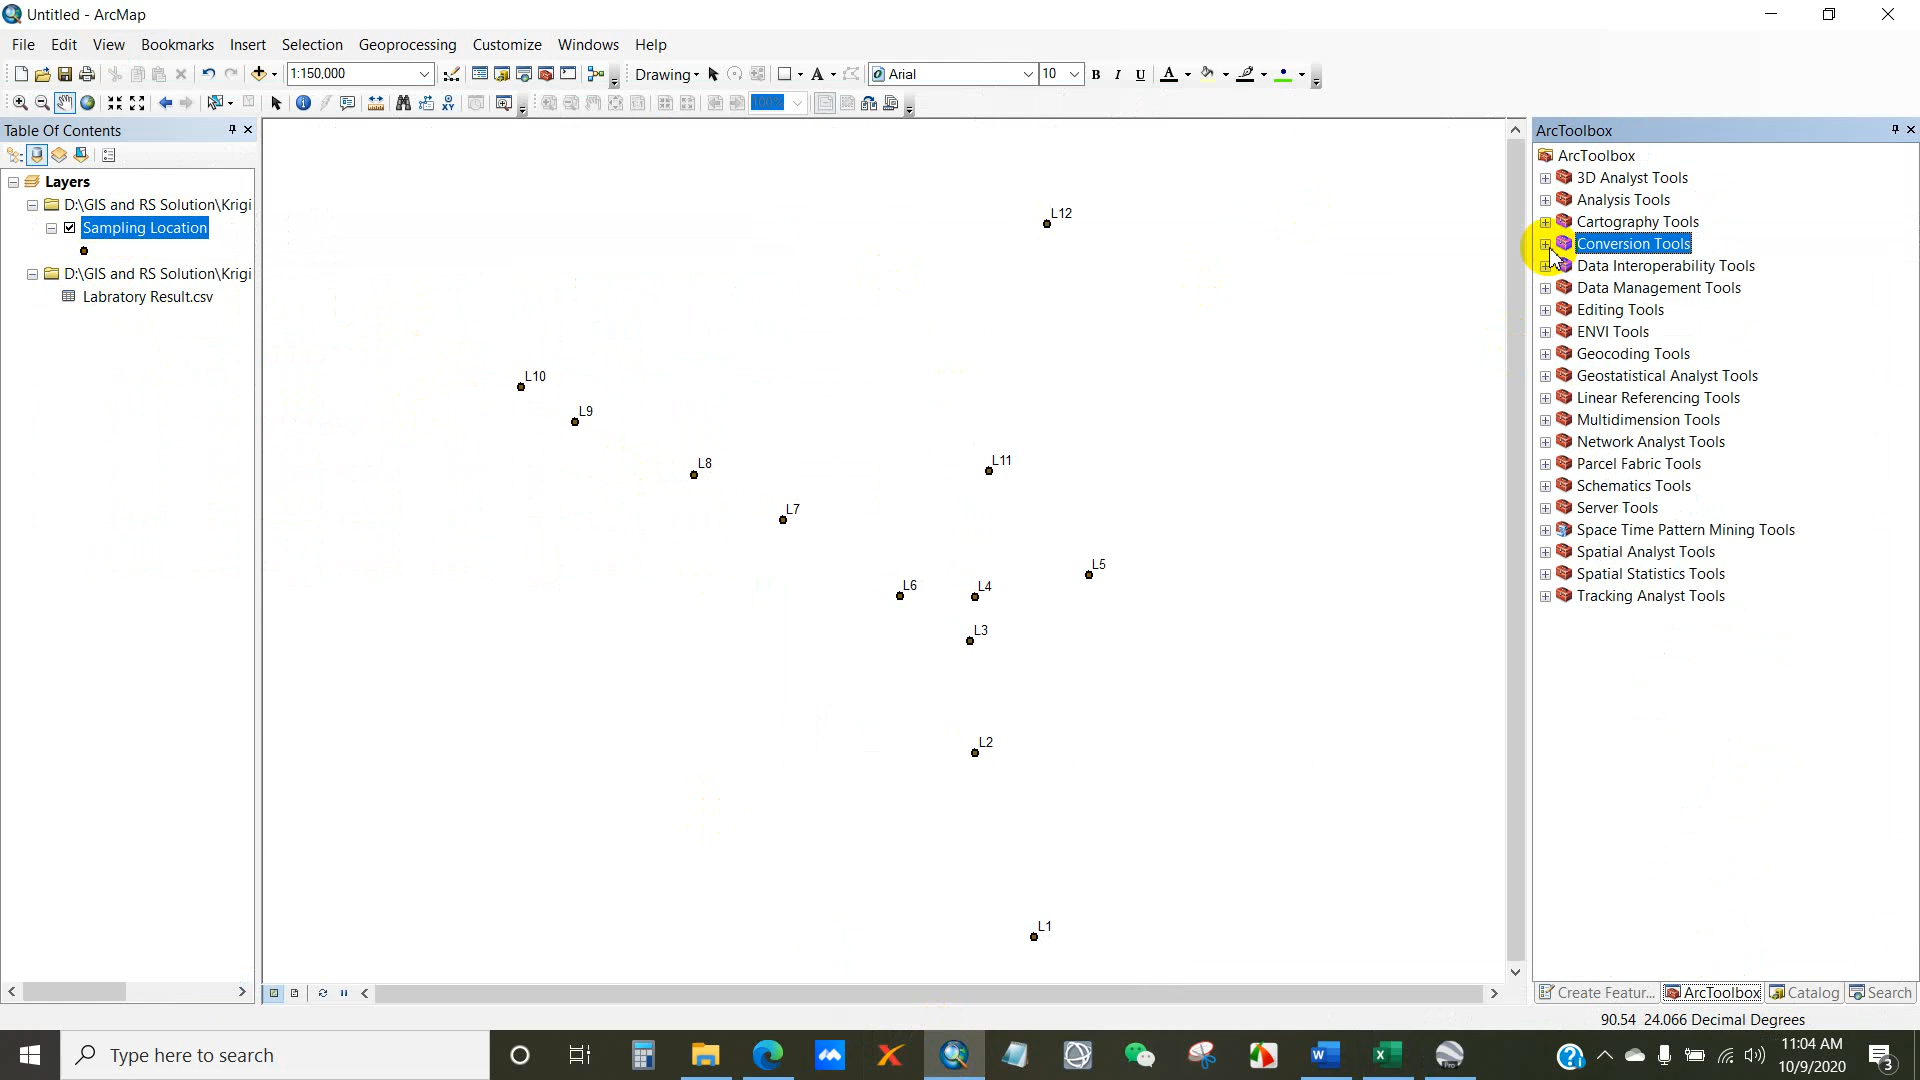 Untitled - ArcMap
File Edit View Bookmarks Insert Selection Geoprocessing Customize Windows Help
1:150,000 Drawing Arial 10 B I U A
100%
Table Of Contents
Layers
D:\GIS and RS Solution\Krigi
Sampling Location
D:\GIS and RS Solution\Krigi
Labratory Result.csv
L12
L10
L9
L8
L11
L7
L5
L6
L4
L3
L2
L1
ArcToolbox
ArcToolbox
3D Analyst Tools
Analysis Tools
Cartography Tools
Conversion Tools
Data Interoperability Tools
Data Management Tools
Editing Tools
ENVI Tools
Geocoding Tools
Geostatistical Analyst Tools
Linear Referencing Tools
Multidimension Tools
Network Analyst Tools
Parcel Fabric Tools
Schematics Tools
Server Tools
Space Time Pattern Mining Tools
Spatial Analyst Tools
Spatial Statistics Tools
Tracking Analyst Tools
Create Featur... ArcToolbox Catalog Search
90.54 24.066 Decimal Degrees
Type here to search
11:04 AM
10/9/2020
3